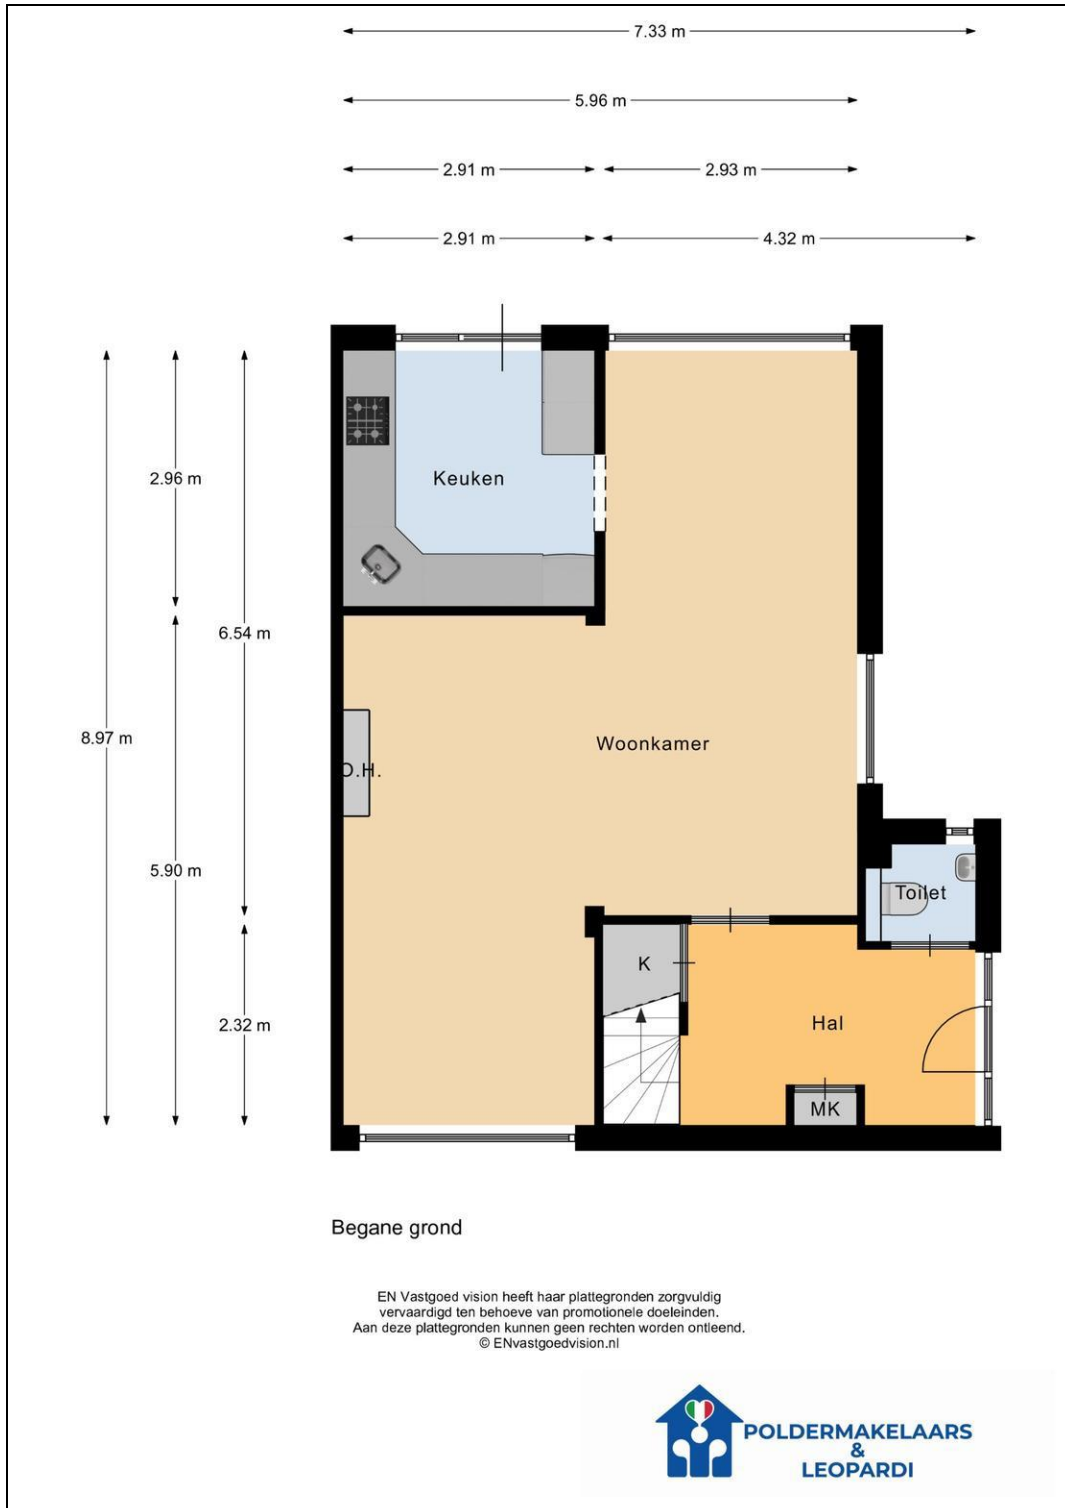 7.33 m
5.96 m
2.91 m
2.93 m
2.91 m
4.32 m
2.96 m
6.54 m
8.97 m
5.90 m
2.32 m
Keuken
Woonkamer
O.H.
Toilet
K
Hal
MK
Begane grond
EN Vastgoed vision heeft haar plattegronden zorgvuldig
vervaardigd ten behoeve van promotionele doeleinden.
Aan deze plattegronden kunnen geen rechten worden ontleend.
© ENvastgoedvision.nl
POLDERMAKELAARS
&
LEOPARDI